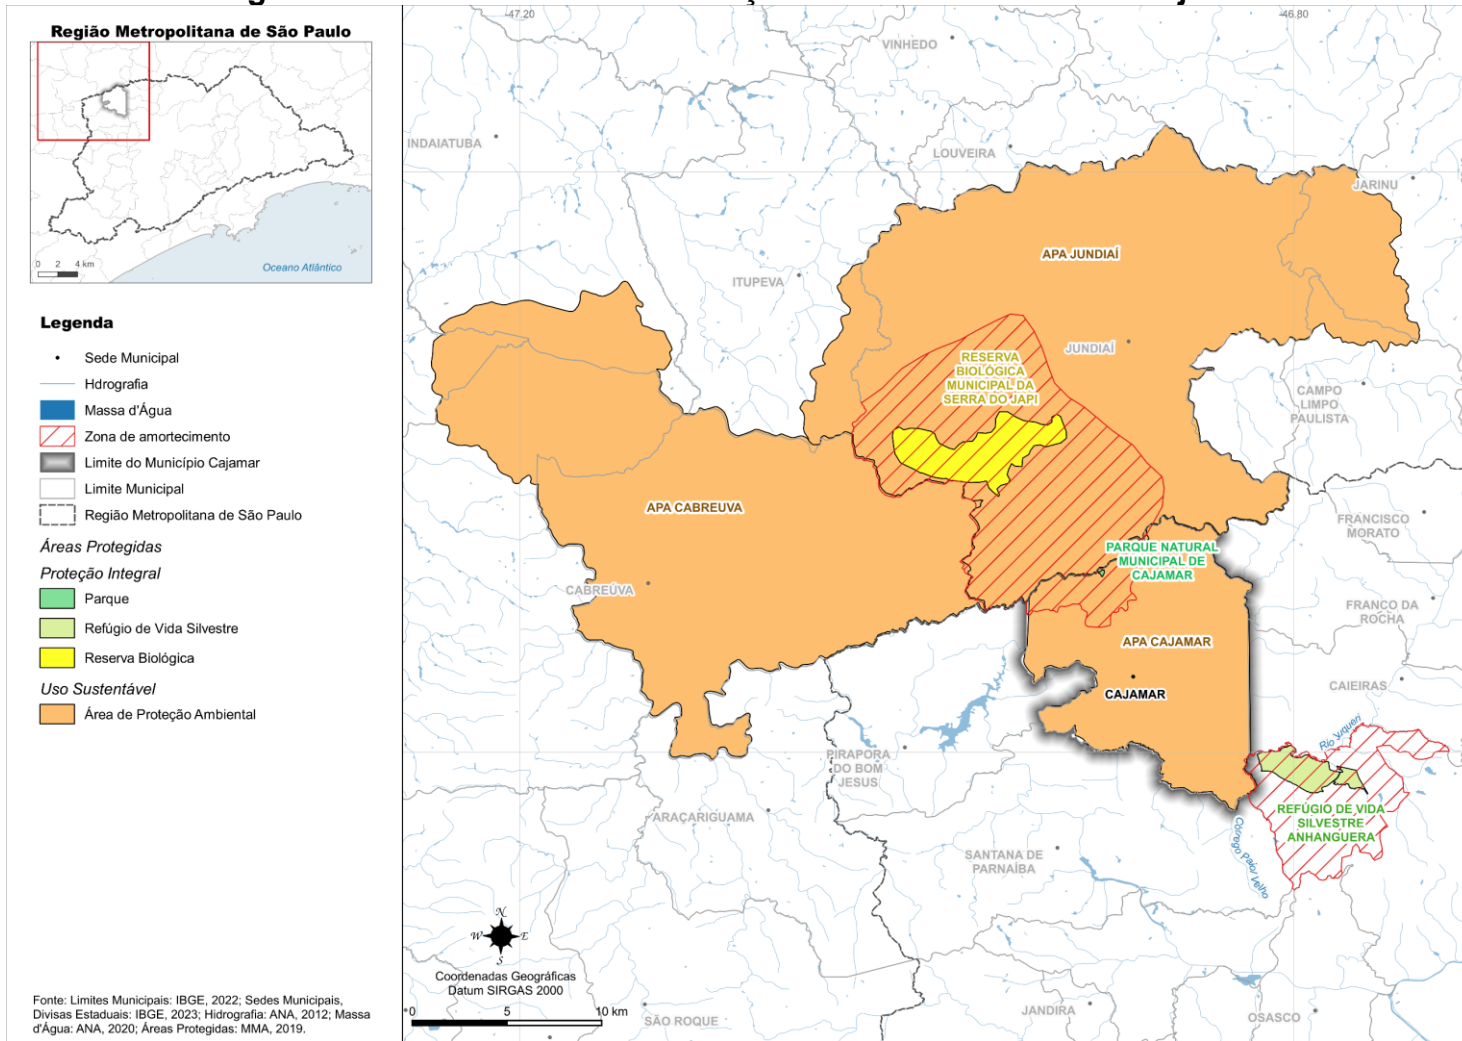 Região Metropolitana de São Paulo
0 2 4 km
Oceano Atlântico
Legenda
Sede Municipal
Hdrografia
Massa d'Água
Zona de amortecimento
Limite do Município Cajamar
Limite Municipal
Região Metropolitana de São Paulo
Áreas Protegidas
Proteção Integral
Parque
Refúgio de Vida Silvestre
Reserva Biológica
Uso Sustentável
Área de Proteção Ambiental
Fonte: Limites Municipais: IBGE, 2022; Sedes Municipais,
Divisas Estaduais: IBGE, 2023; Hidrografia: ANA, 2012; Massa
d'Água: ANA, 2020; Áreas Protegidas: MMA, 2019.
-47.20
-46.80
VINHEDO
INDAIATUBA
LOUVEIRA
JARINU
APA JUNDIAÍ
ITUPEVA
JUNDIAÍ
RESERVA
BIOLÓGICA
MUNICIPAL DA
SERRA DO JAPI
CAMPO
LIMPO
PAULISTA
APA CABREUVA
FRANCISCO
MORATO
PARQUE NATURAL
MUNICIPAL DE
CAJAMAR
CABREÚVA
FRANCO DA
ROCHA
APA CAJAMAR
CAJAMAR
CAIEIRAS
PIRAPORA
DO BOM
JESUS
ARAÇARIGUAMA
REFÚGIO DE VIDA
SILVESTRE
ANHANGUERA
SANTANA DE
PARNAÍBA
N
W E
S
Coordenadas Geográficas
Datum SIRGAS 2000
0 5 10 km
SÃO ROQUE
JANDIRA
OSASCO